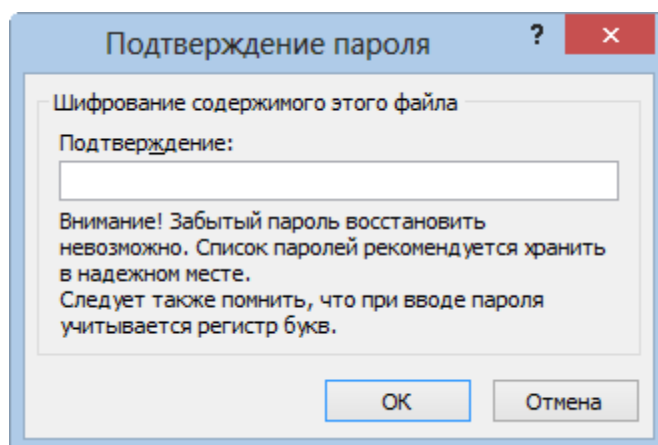 Подтверждение пароля
? ×
Шифрование содержимого этого файла
Подтверждение:
Внимание! Забытый пароль восстановить
невозможно. Список паролей рекомендуется хранить
в надежном месте.
Следует также помнить, что при вводе пароля
учитывается регистр букв.
ОК Отмена